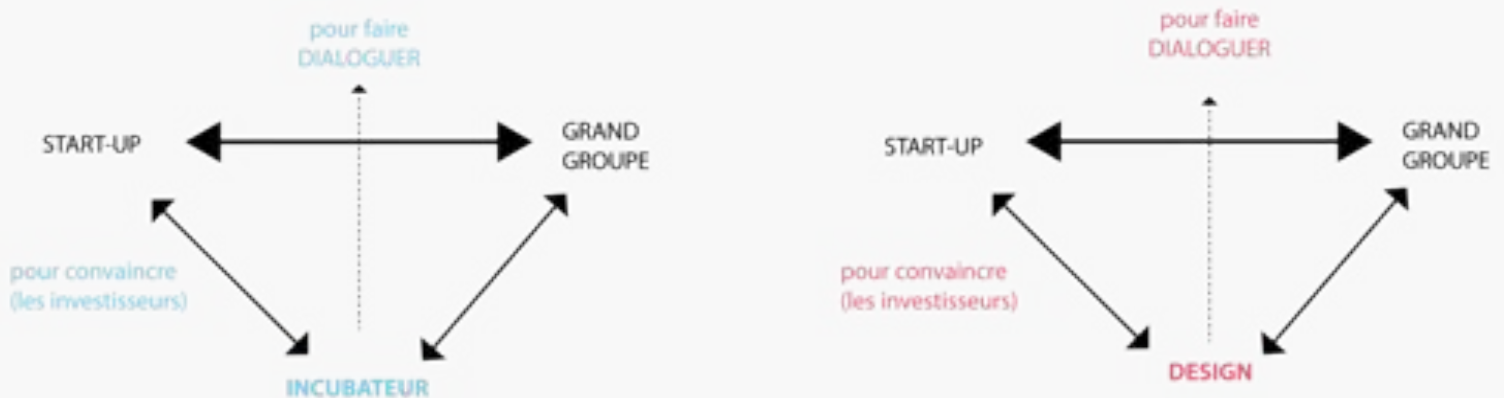 pour faire
DIALOGUER
START-UP
GRAND
GROUPE
pour convaincre
(les investisseurs)
INCUBATEUR
pour faire
DIALOGUER
START-UP
GRAND
GROUPE
pour convaincre
(les investisseurs)
DESIGN